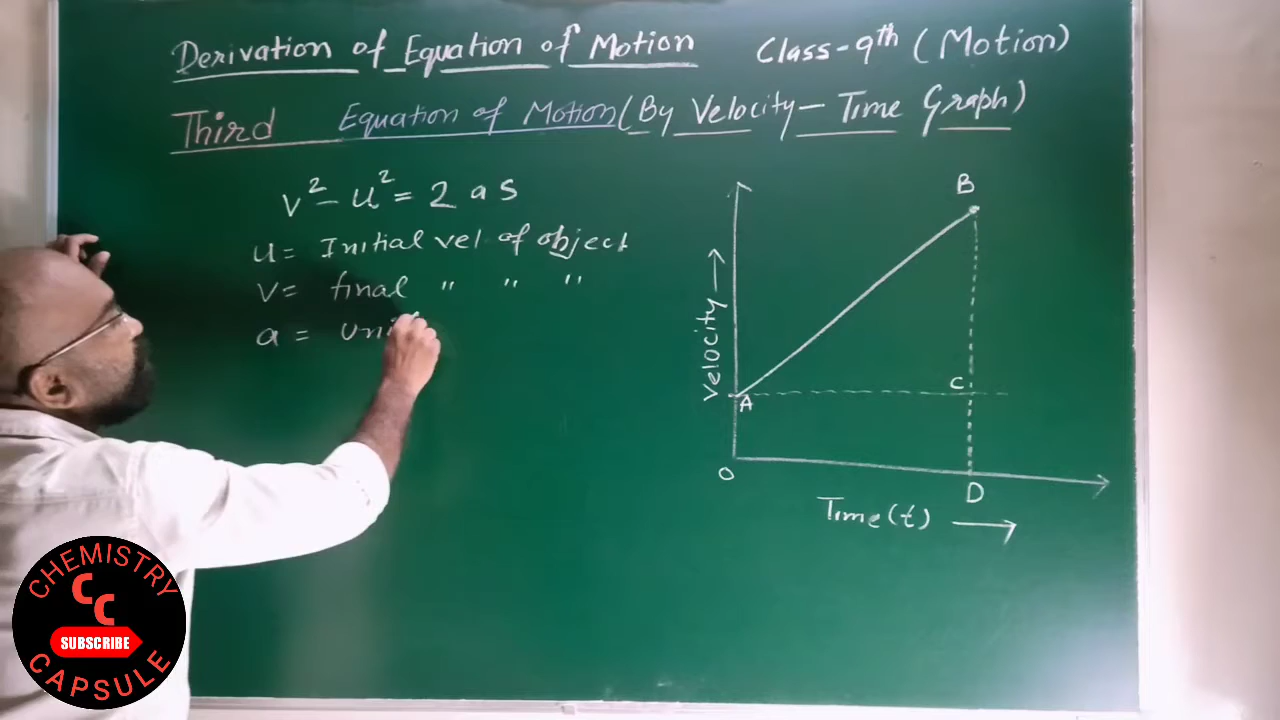 Derivation of Equation of Motion Class-9th (Motion)
Third Equation of Motion (By Velocity- Time Graph)
v²- u² = 2 a s
u = Initial vel of object
v = final " " "
a = Uni
B
Velocity →
A
C
O
D
Time (t) →
CHEMISTRY
CC
SUBSCRIBE
CAPSULE